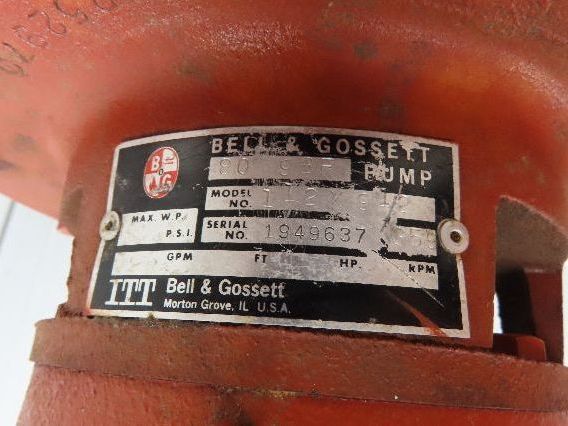 BELL & GOSSETT
80
PUMP
B & G
MODEL NO.
MAX. W.P. P.S.I.
SERIAL NO. 1949637
GPM FT HP. RPM
ITT Bell & Gossett
Morton Grove, IL U.S.A.